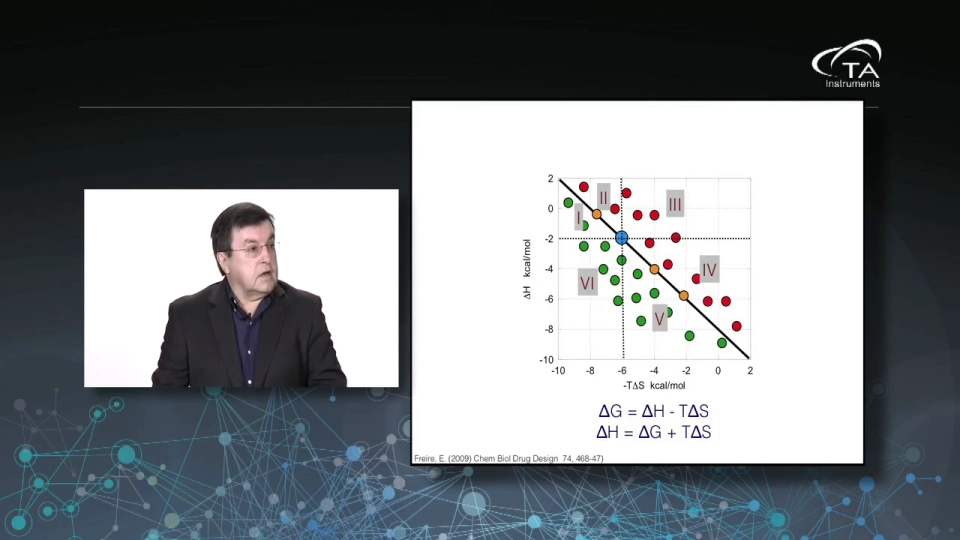 TA
Instruments
2
0
-2
-4
-6
-8
-10
ΔH kcal/mol
I
II
III
IV
VI
V
-10 -8 -6 -4 -2 0 2
-TΔS kcal/mol
ΔG = ΔH - TΔS
ΔH = ΔG + TΔS
Freire, E. (2009) Chem Biol Drug Design 74, 468-47)